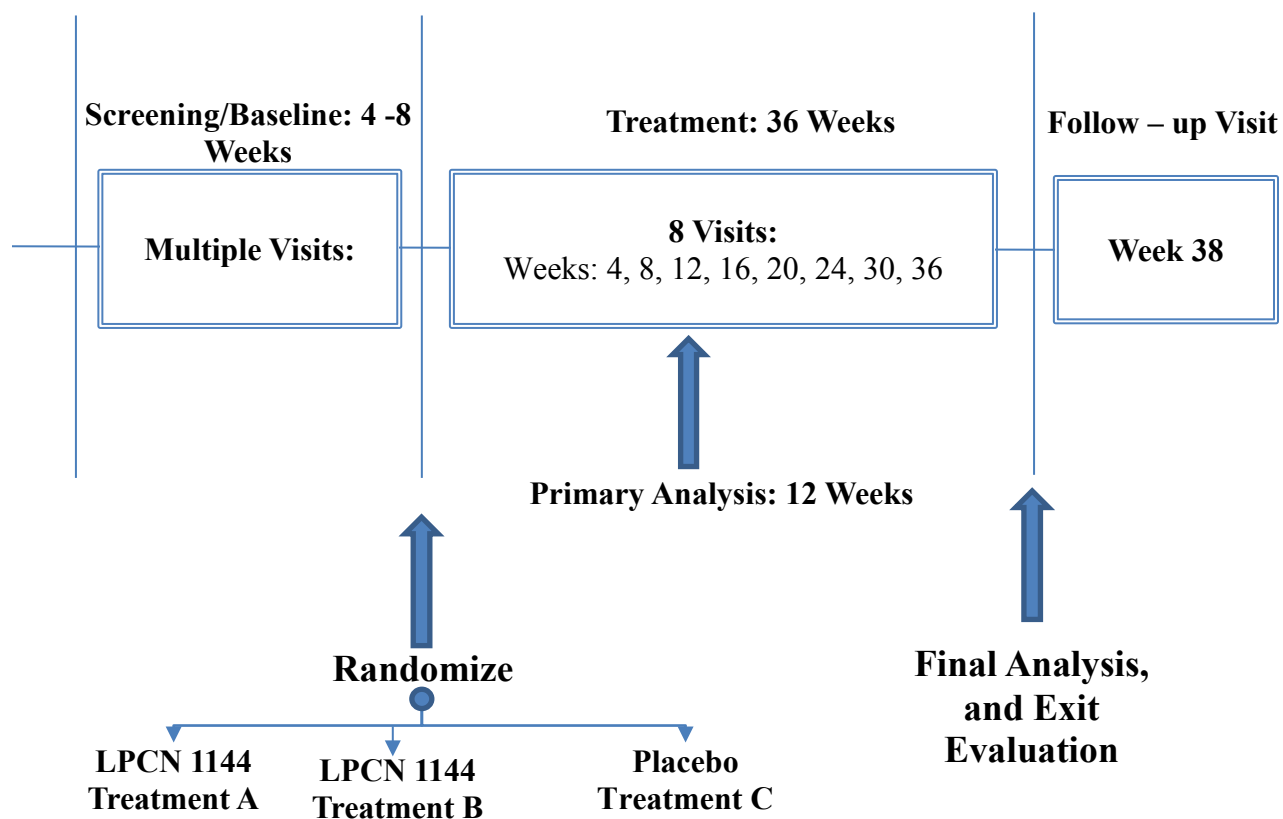 Screening/Baseline: 4 -8
Weeks
Treatment: 36 Weeks
Follow – up Visit
Multiple Visits:
8 Visits:
Weeks: 4, 8, 12, 16, 20, 24, 30, 36
Week 38
Primary Analysis: 12 Weeks
Randomize
Final Analysis,
and Exit
Evaluation
LPCN 1144
Treatment A
LPCN 1144
Treatment B
Placebo
Treatment C